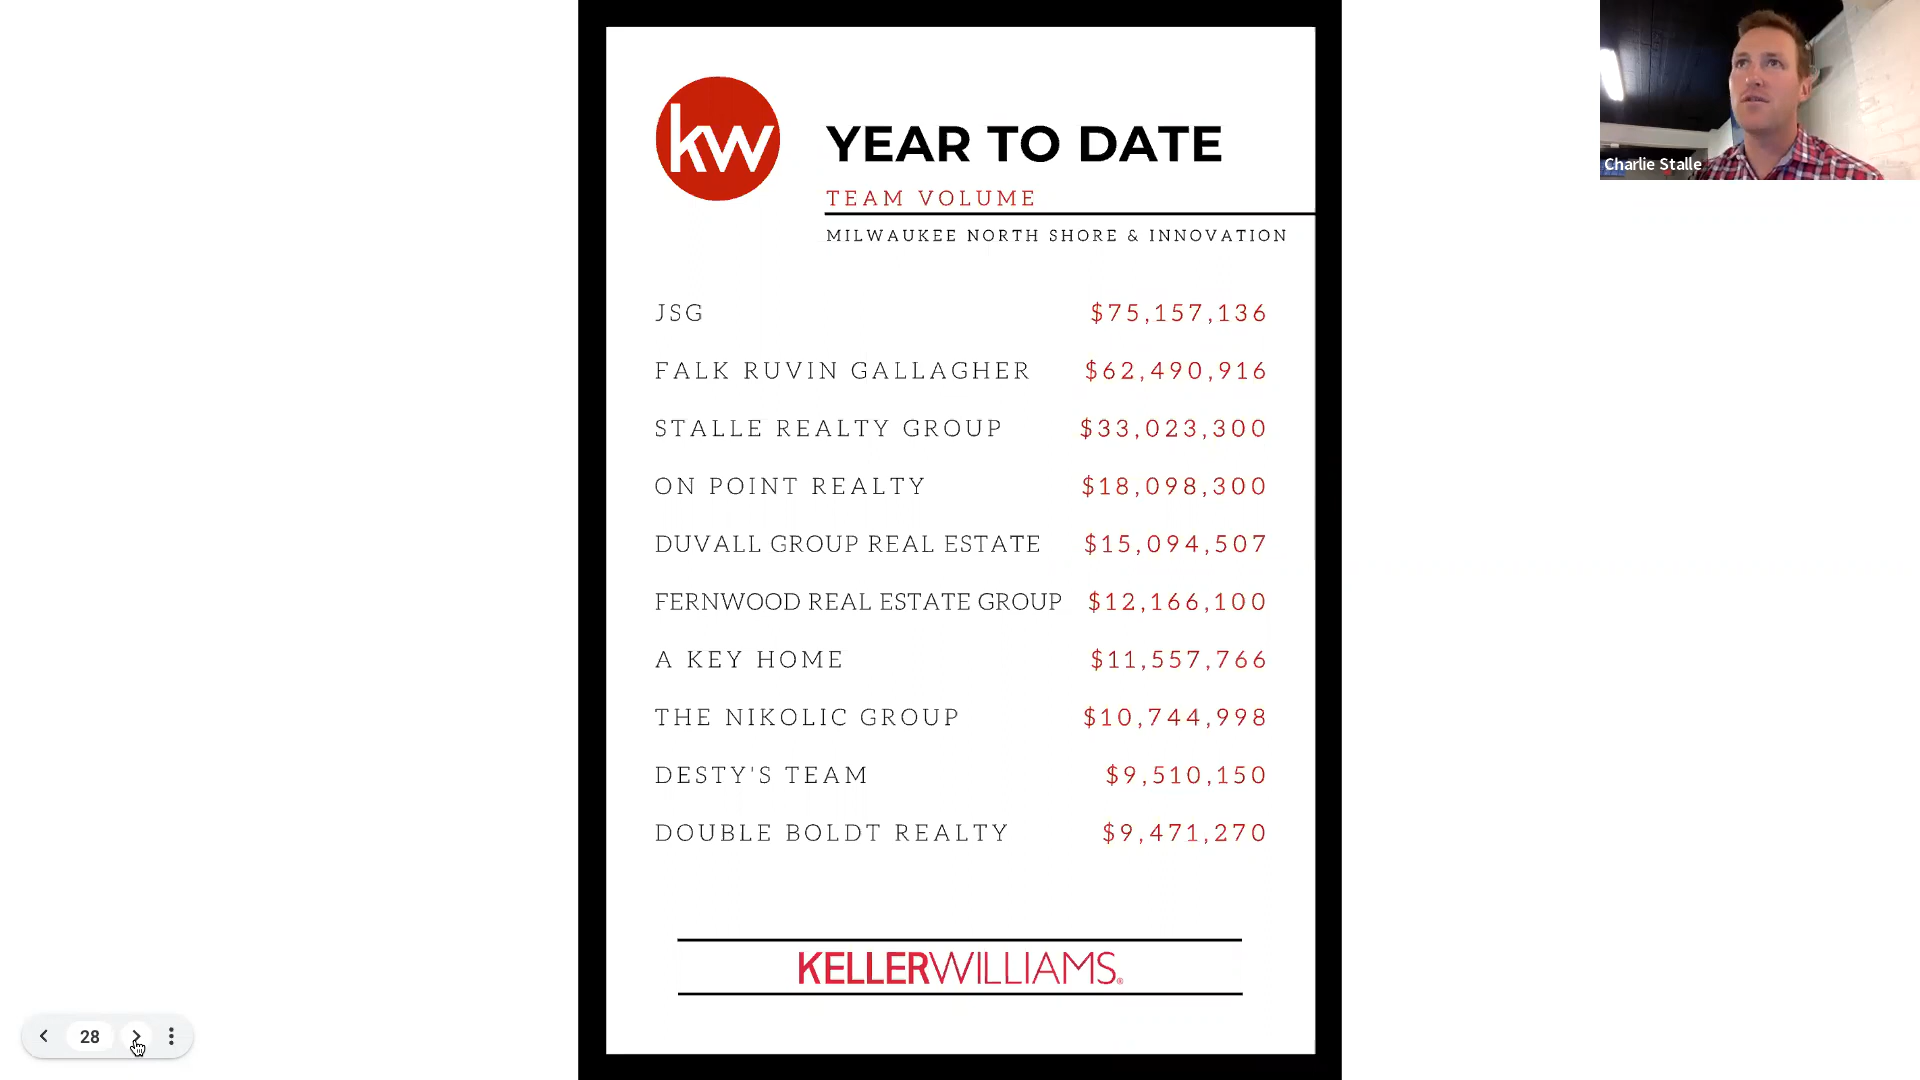 kw
YEAR TO DATE
TEAM VOLUME
MILWAUKEE NORTH SHORE & INNOVATION
JSG $75,157,136
FALK RUVIN GALLAGHER $62,490,916
STALLE REALTY GROUP $33,023,300
ON POINT REALTY $18,098,300
DUVALL GROUP REAL ESTATE $15,094,507
FERNWOOD REAL ESTATE GROUP $12,166,100
A KEY HOME $11,557,766
THE NIKOLIC GROUP $10,744,998
DESTY'S TEAM $9,510,150
DOUBLE BOLDT REALTY $9,471,270
KELLERWILLIAMS®
Charlie Stalle
28